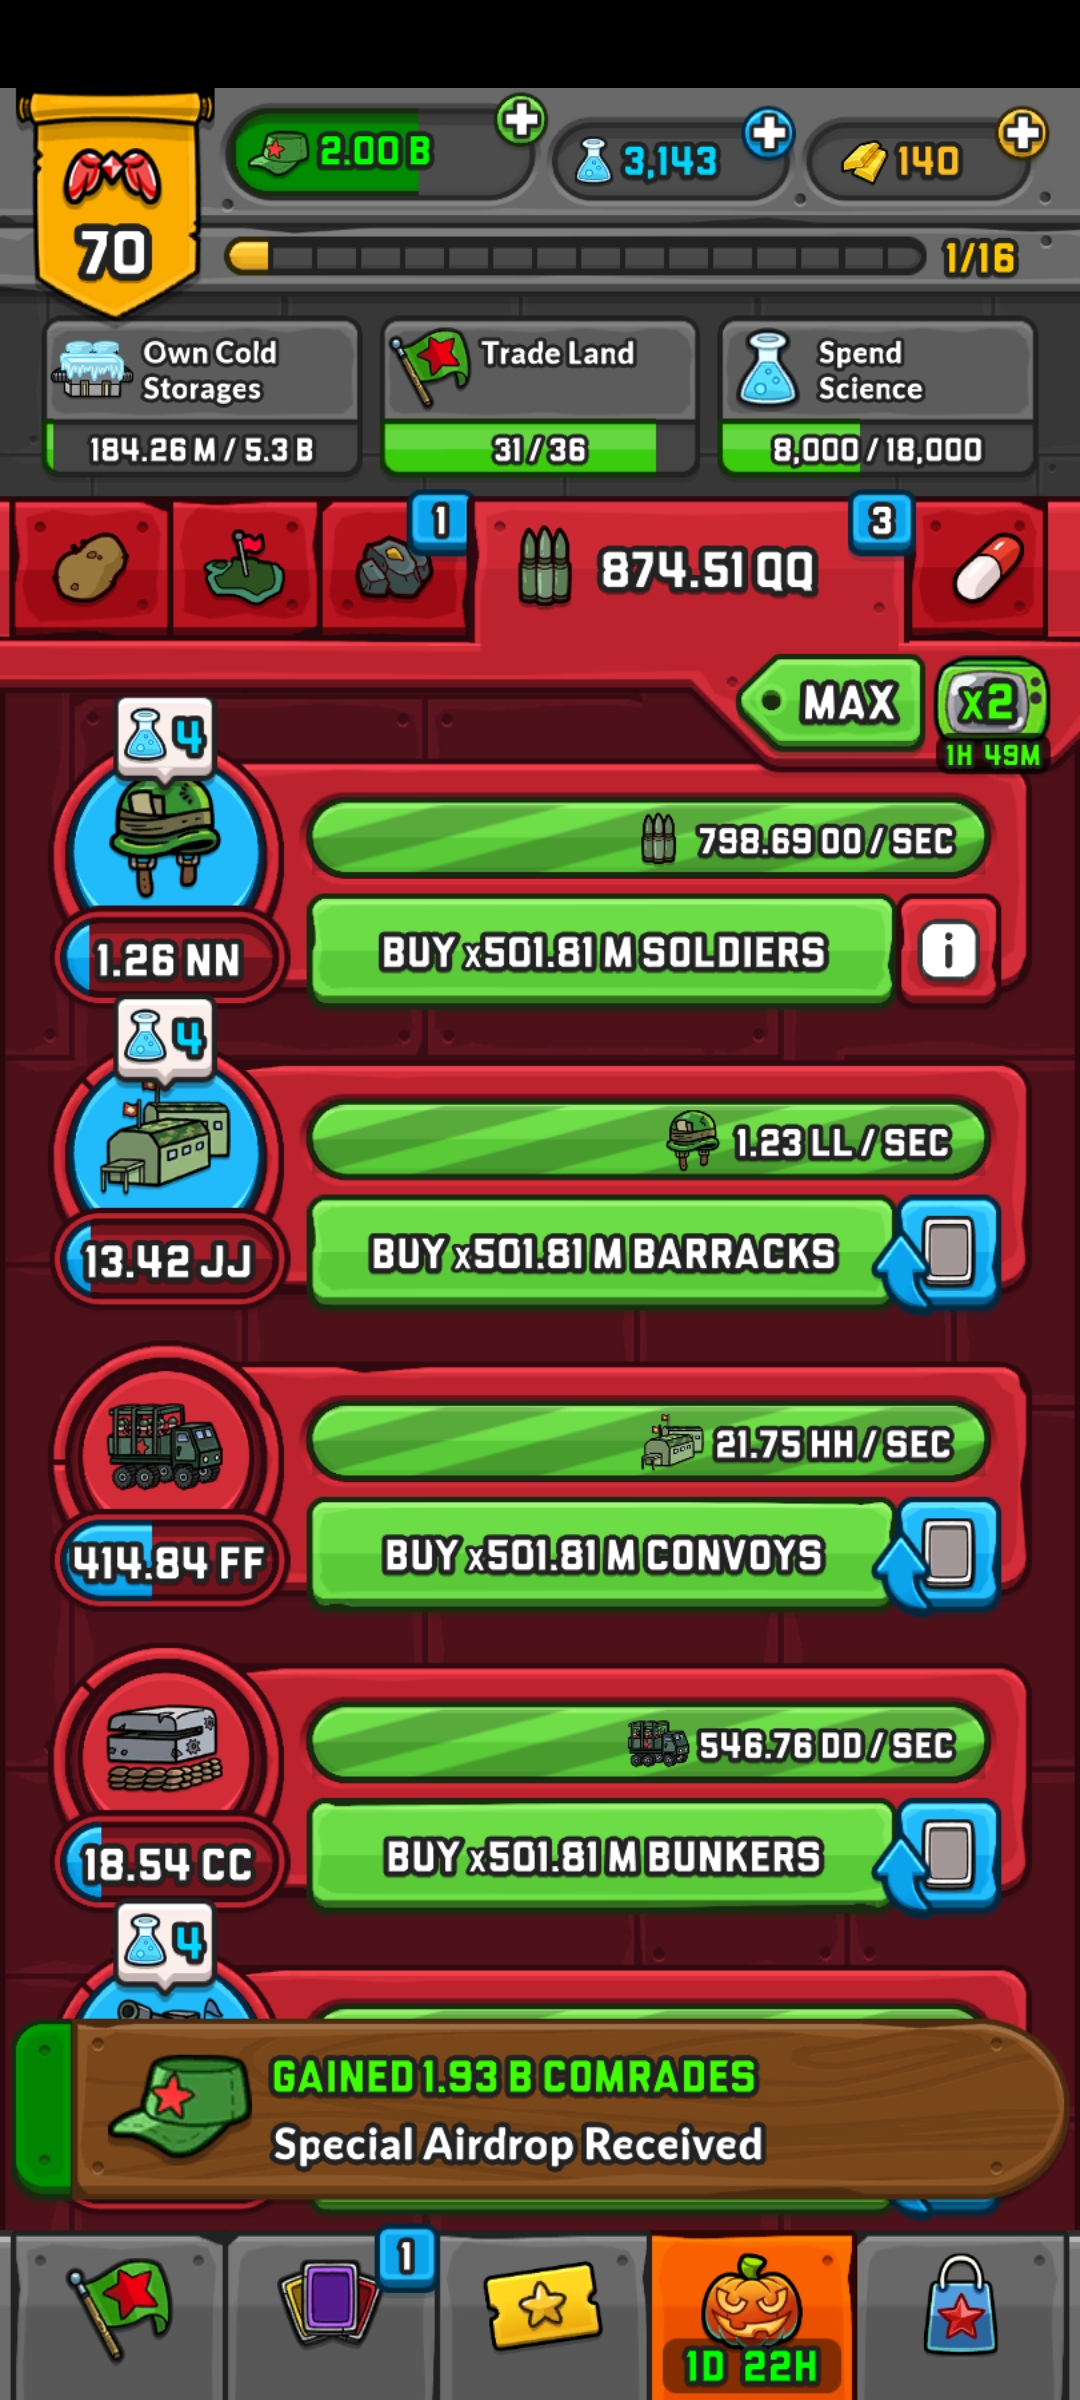 70
2.00 B
3,143
140
1/16
Own Cold
Storages
184.26 M / 5.3 B
Trade Land
31 / 36
Spend
Science
8,000 / 18,000
1
874.51 QQ
3
MAX
x2
1H 49M
4
798.69 OO / SEC
1.26 NN
BUY x501.81 M SOLDIERS
i
4
1.23 LL / SEC
13.42 JJ
BUY x501.81 M BARRACKS
21.75 HH / SEC
414.84 FF
BUY x501.81 M CONVOYS
546.76 DD / SEC
18.54 CC
BUY x501.81 M BUNKERS
4
GAINED 1.93 B COMRADES
Special Airdrop Received
1
1D 22H